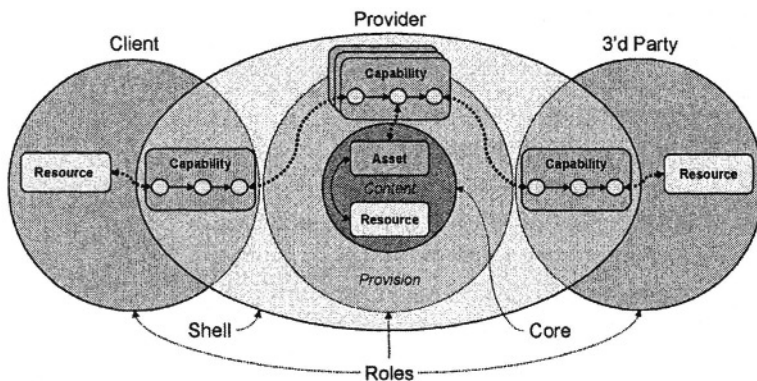 Provider
Client
3'd Party
Capability
Resource
Capability
Asset
Content
Resource
Capability
Resource
Provision
Shell
Core
Roles